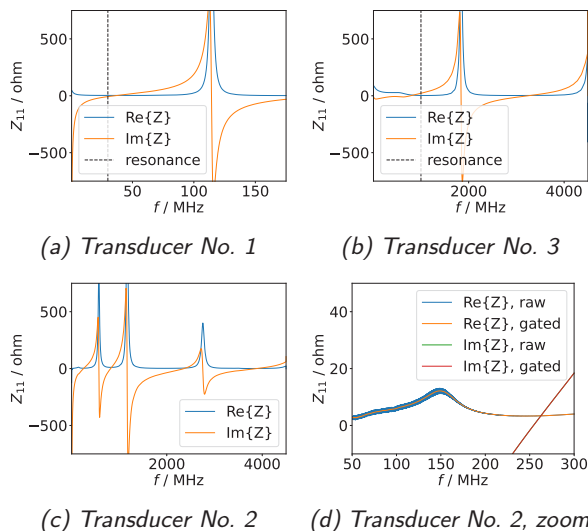 500
0
−500
Z₁₁ / ohm
Re{Z}
Im{Z}
resonance
50
100
150
f / MHz
(a) Transducer No. 1
500
0
−500
Z₁₁ / ohm
Re{Z}
Im{Z}
resonance
2000
4000
f / MHz
(b) Transducer No. 3
500
0
−500
Z₁₁ / ohm
Re{Z}
Im{Z}
2000
4000
f / MHz
(c) Transducer No. 2
40
20
0
Z₁₁ / ohm
Re{Z}, raw
Re{Z}, gated
Im{Z}, raw
Im{Z}, gated
50 100 150 200 250 300
f / MHz
(d) Transducer No. 2, zoom